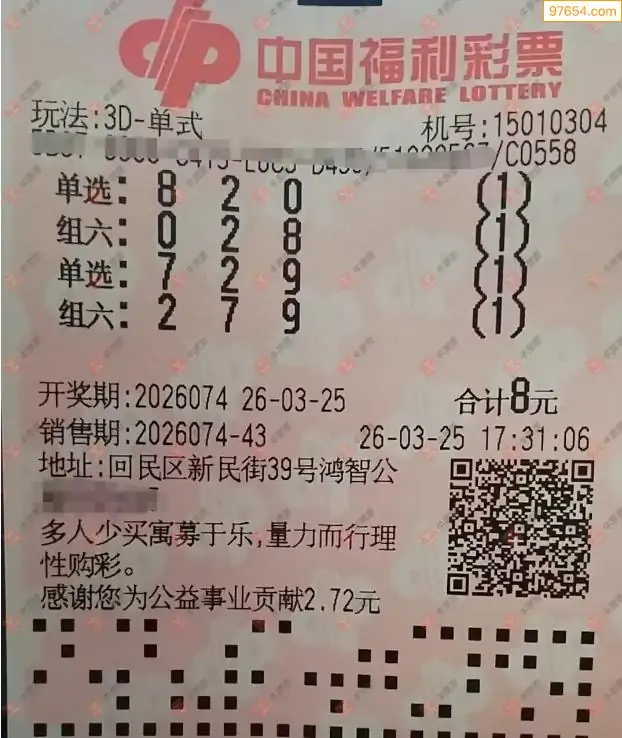 97654.com
中国福利彩票
CHINA WELFARE LOTTERY
玩法:3D-单式
机号:15010304
/C0558
单选: 8 2 0 (1)
组六: 0 2 8 (1)
单选: 7 2 9 (1)
组六: 2 7 9 (1)
开奖期:2026074 26-03-25 合计8元
销售期:2026074-43 26-03-25 17:31:06
地址:回民区新民街39号鸿智公
多人少买寓募于乐,量力而行理
性购彩。
感谢您为公益事业贡献2.72元